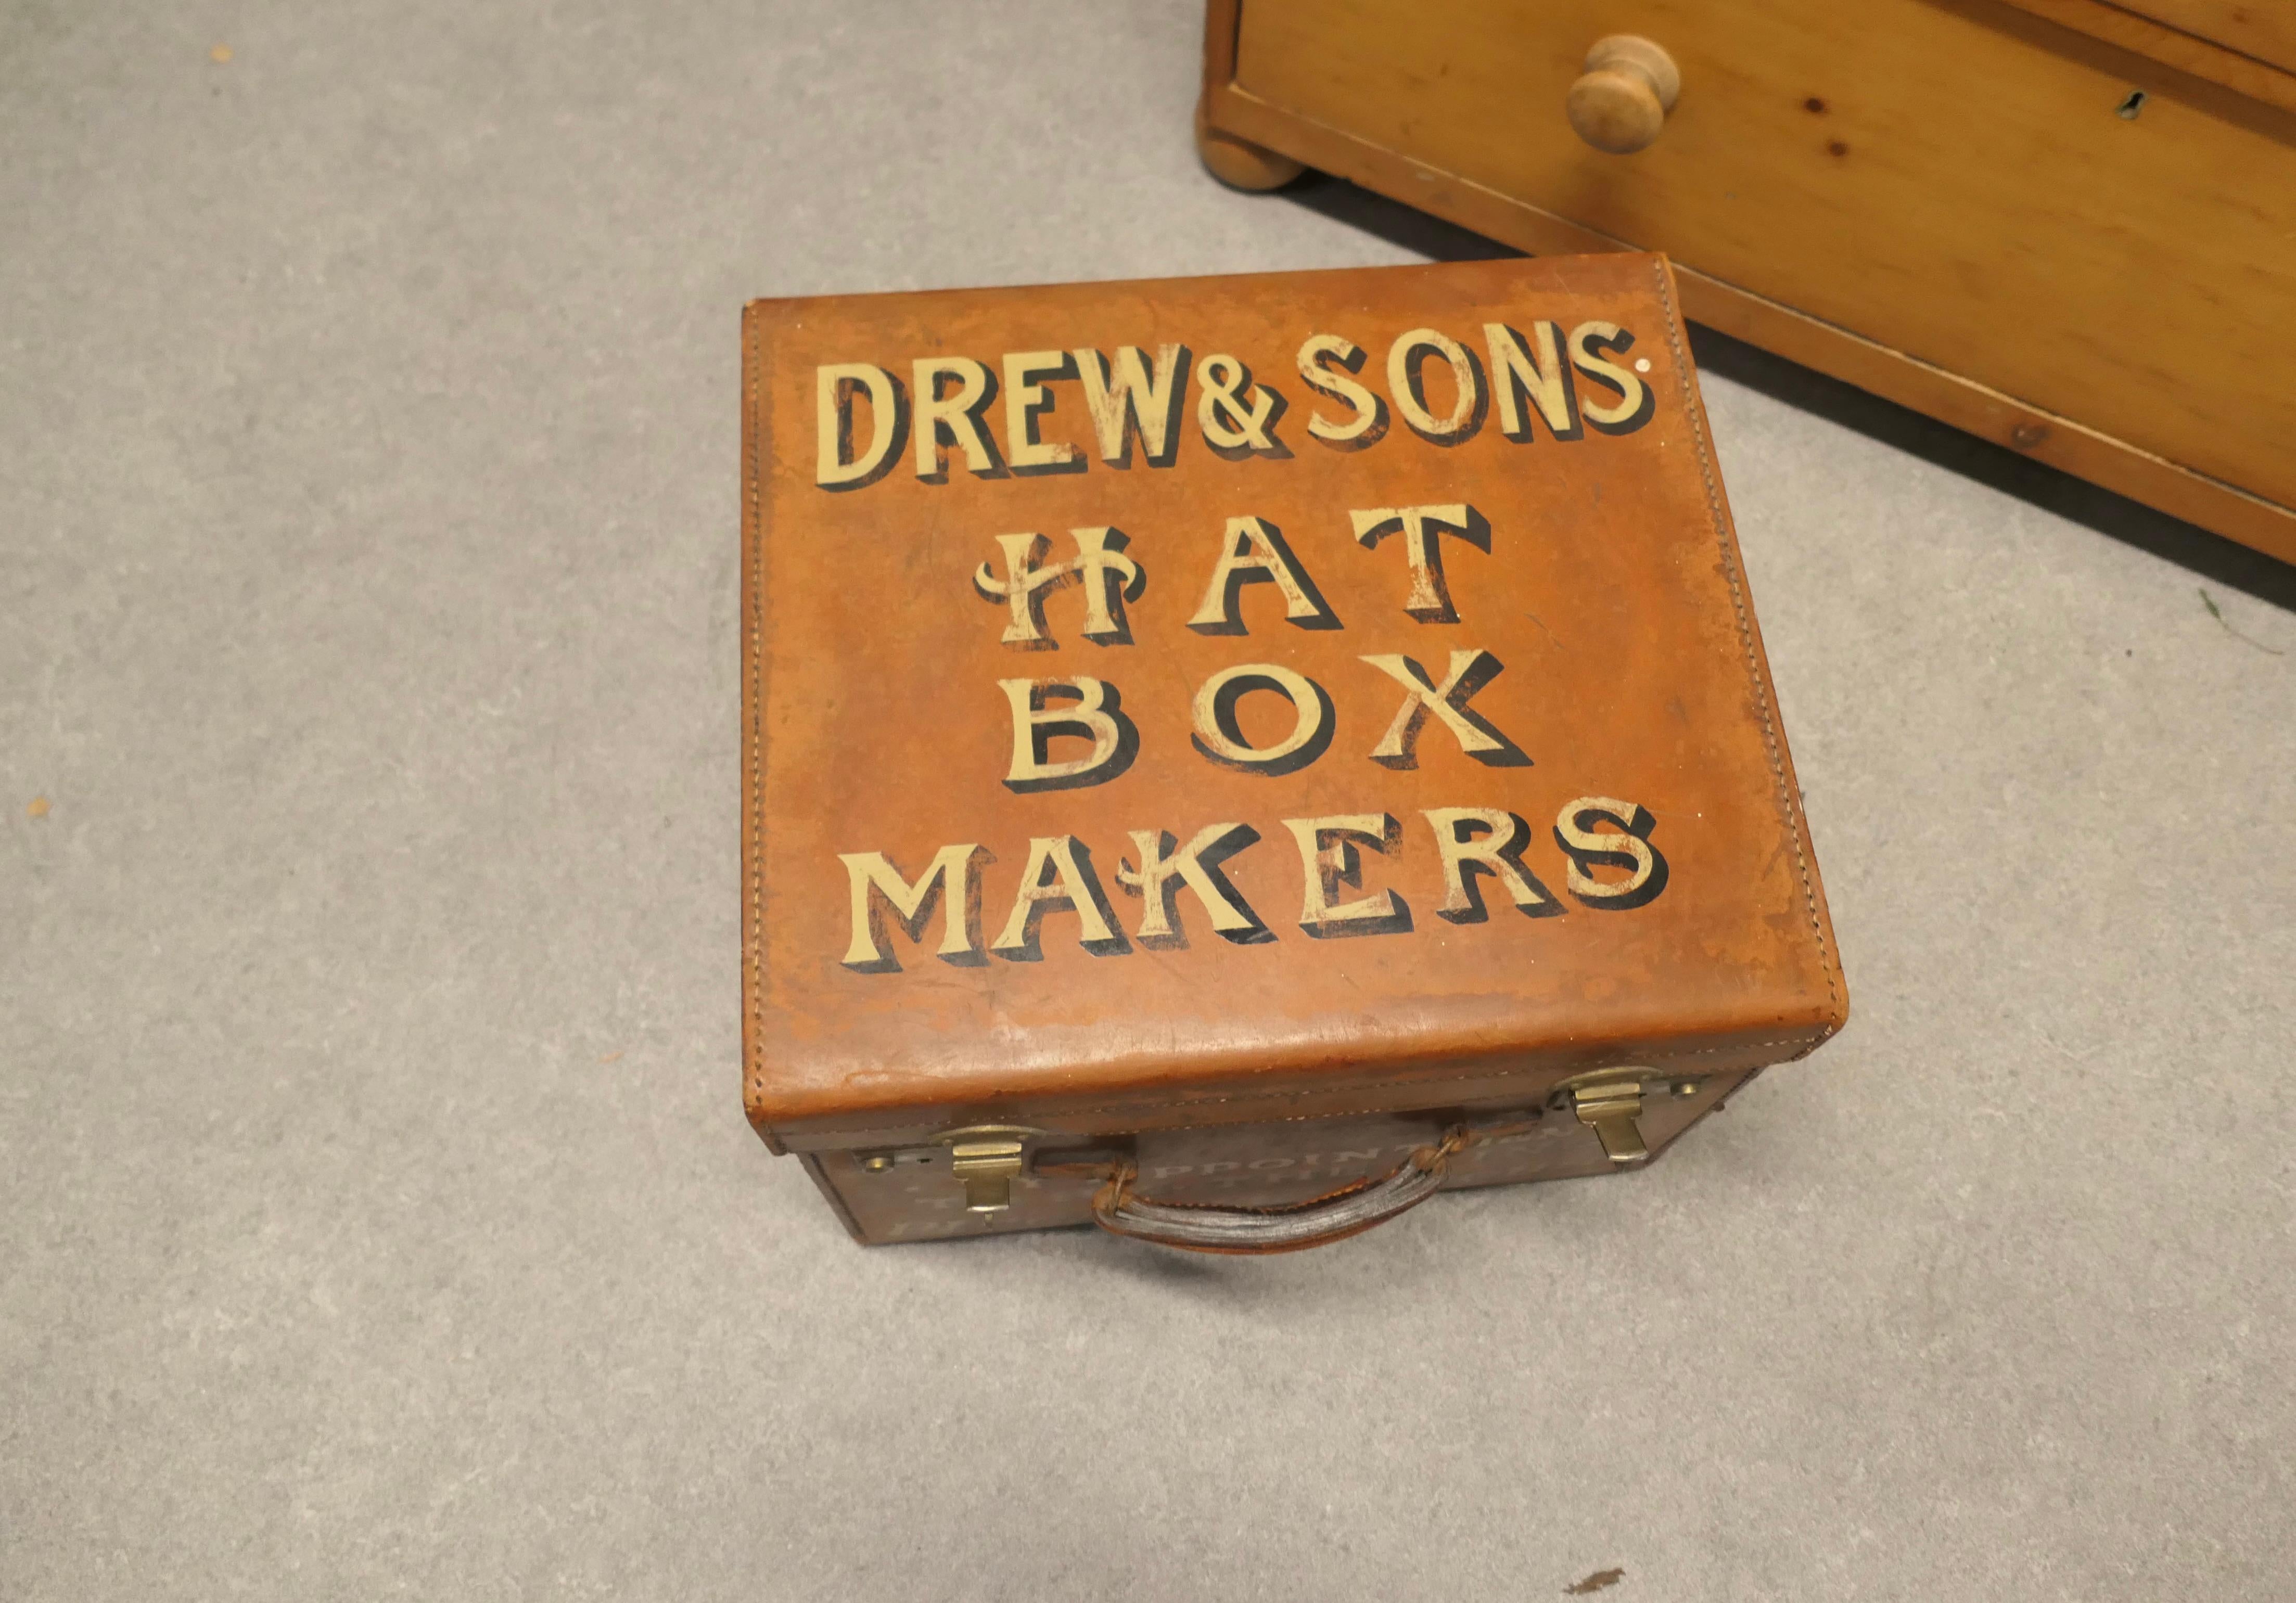 DREW & SONS
HAT
BOX
MAKERS